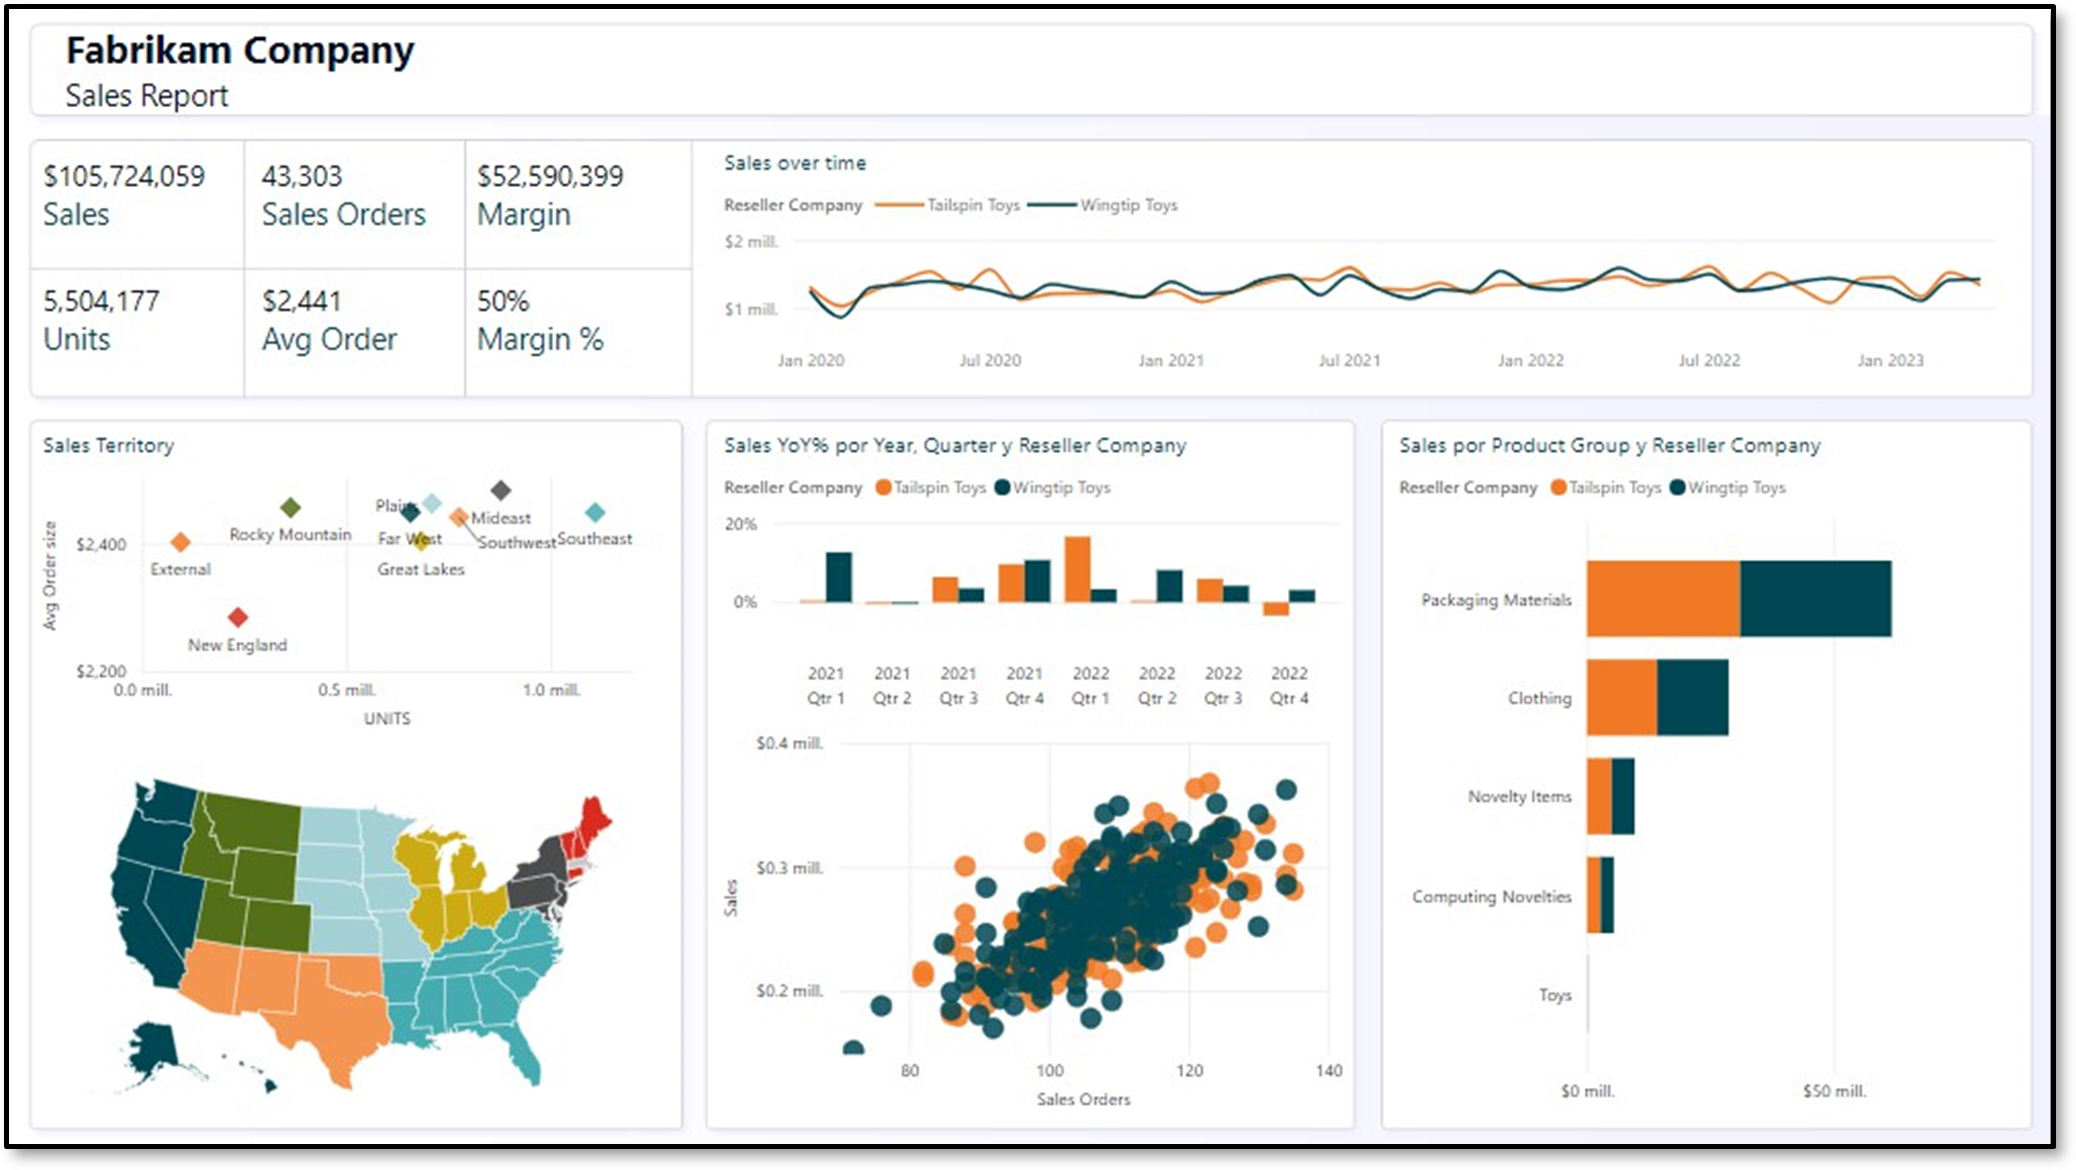 Fabrikam Company
Sales Report
$105,724,059
Sales
43,303
Sales Orders
$52,590,399
Margin
5,504,177
Units
$2,441
Avg Order
50%
Margin %
Sales over time
Reseller Company Tailspin Toys Wingtip Toys
$2 mill.
$1 mill.
Jan 2020 Jul 2020 Jan 2021 Jul 2021 Jan 2022 Jul 2022 Jan 2023
Sales Territory
Avg Order size
$2,400
$2,200
Plains
Mideast
Rocky Mountain
Far West
Southwest
Southeast
External
Great Lakes
New England
0.0 mill. 0.5 mill. 1.0 mill.
UNITS
Sales YoY% por Year, Quarter y Reseller Company
Reseller Company Tailspin Toys Wingtip Toys
20%
0%
2021 2021 2021 2021 2022 2022 2022 2022
Qtr 1 Qtr 2 Qtr 3 Qtr 4 Qtr 1 Qtr 2 Qtr 3 Qtr 4
$0.4 mill.
$0.3 mill.
$0.2 mill.
Sales
80 100 120 140
Sales Orders
Sales por Product Group y Reseller Company
Reseller Company Tailspin Toys Wingtip Toys
Packaging Materials
Clothing
Novelty Items
Computing Novelties
Toys
$0 mill. $50 mill.